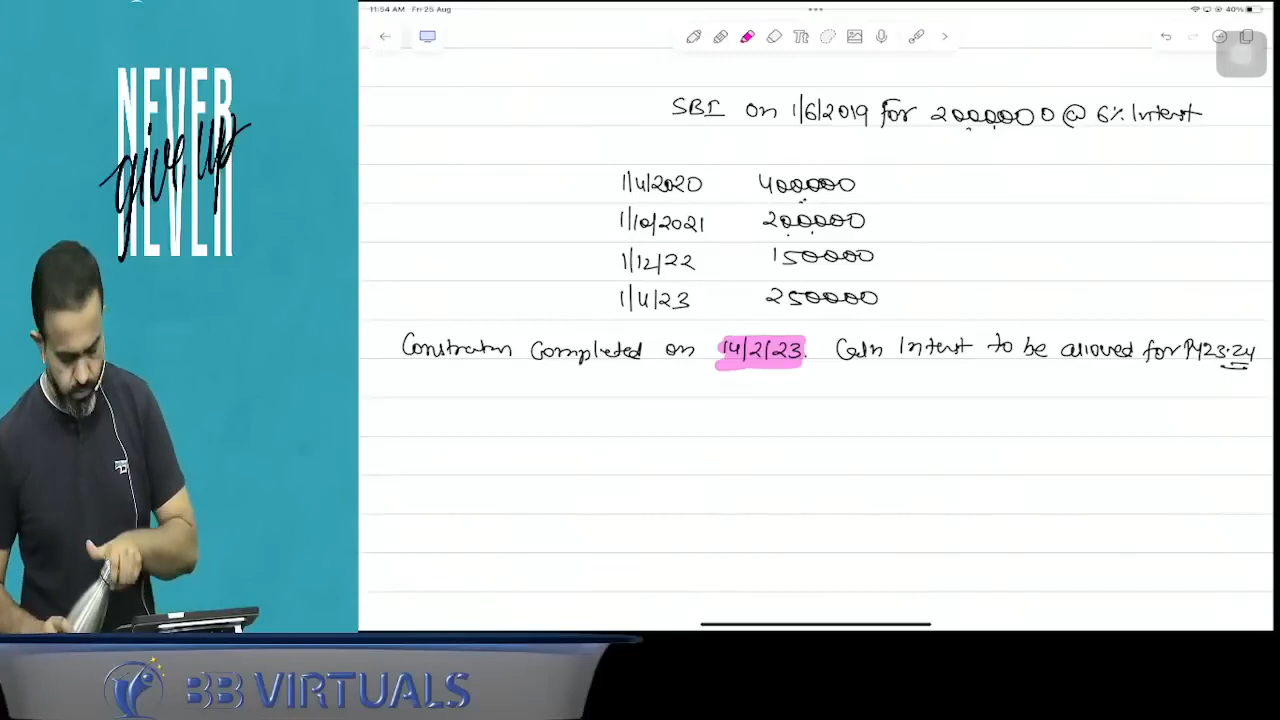 11:54 AM Fri 25 Aug
40%
NEVER
give up
NEVER
SBI on 1/6/2019 for 2000000 @ 6% Interest
1/4/2020 400000
1/10/2021 200000
1/12/22 150000
1/4/23 250000
Construction Completed on 14/2/23. Caln Interst to be allowed for PY23-24
BB VIRTUALS